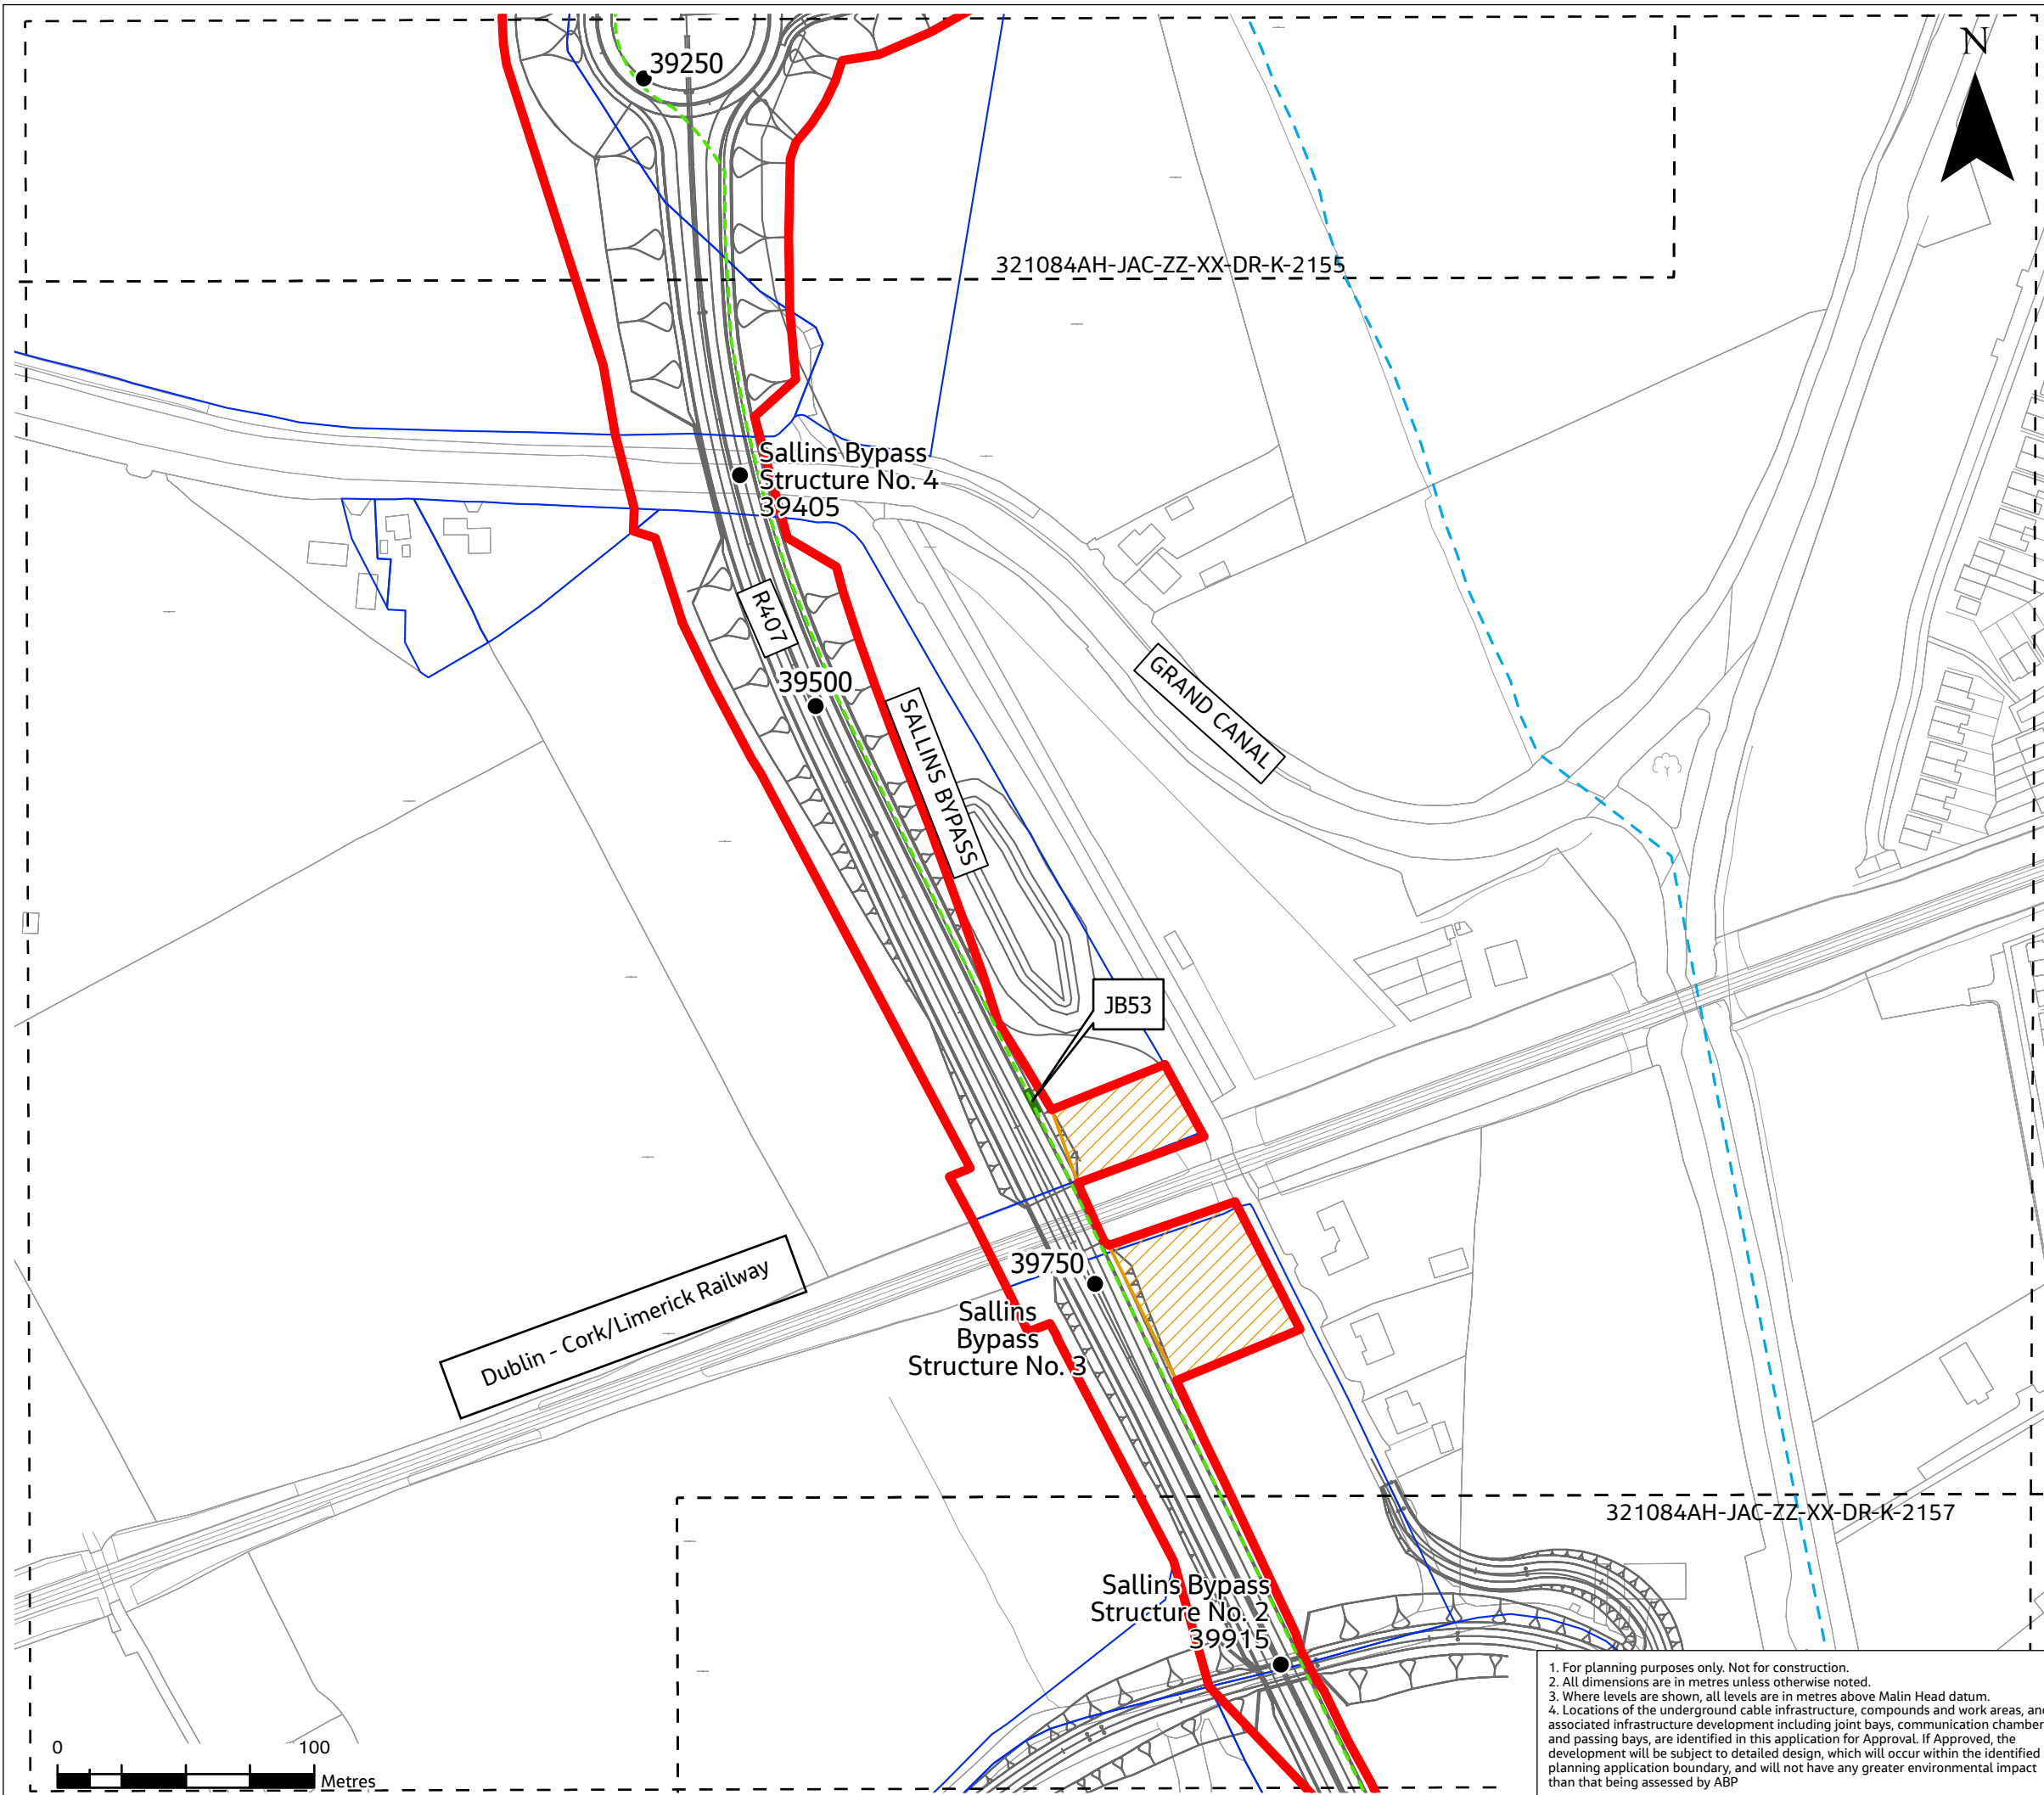 N
39250
321084AH-JAC-ZZ-XX-DR-K-2155
Sallins Bypass
Structure No. 4
39405
R407
39500
SALLINS BYPASS
GRAND CANAL
JB53
39750
Dublin - Cork/Limerick Railway
Sallins
Bypass
Structure No. 3
321084AH-JAC-ZZ-XX-DR-K-2157
Sallins Bypass
Structure No. 2
39915
0 100
Metres
1. For planning purposes only. Not for construction.
2. All dimensions are in metres unless otherwise noted.
3. Where levels are shown, all levels are in metres above Malin Head datum.
4. Locations of the underground cable infrastructure, compounds and work areas, and
associated infrastructure development including joint bays, communication chamber
and passing bays, are identified in this application for Approval. If Approved, the
development will be subject to detailed design, which will occur within the identified
planning application boundary, and will not have any greater environmental impact
than that being assessed by ABP